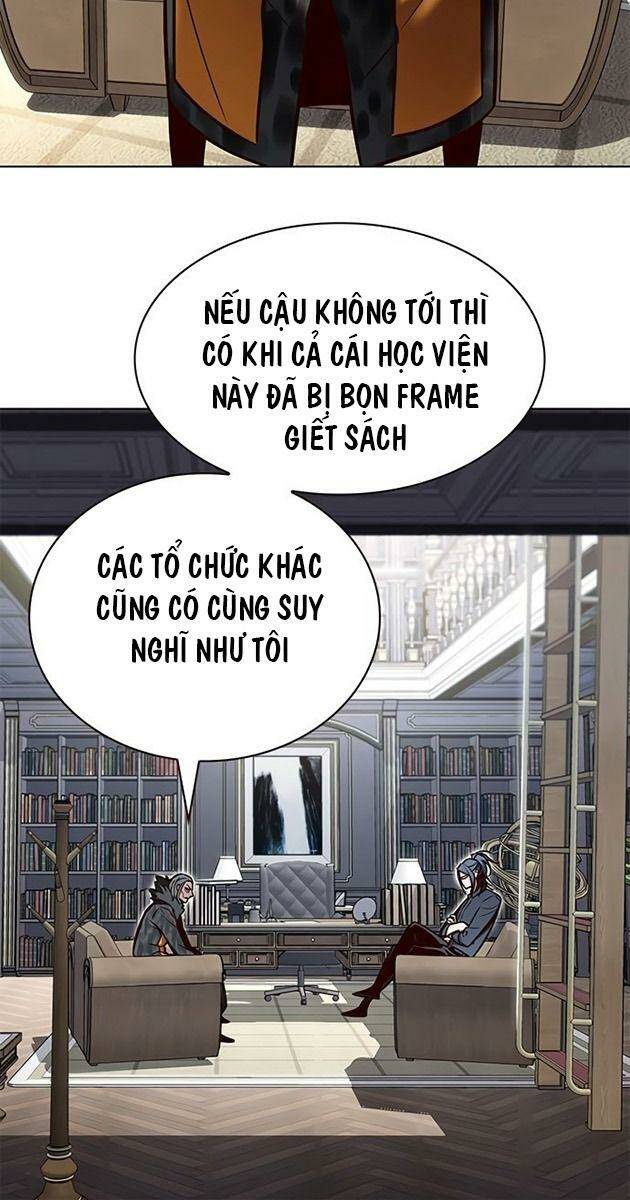 NẾU CẬU KHÔNG TỚI THÌ
CÓ KHI CẢ CÁI HỌC VIỆN
NÀY ĐÃ BỊ BỌN FRAME
GIẾT SÁCH
CÁC TỔ CHỨC KHÁC
CŨNG CÓ CÙNG SUY
NGHĨ NHƯ TÔI